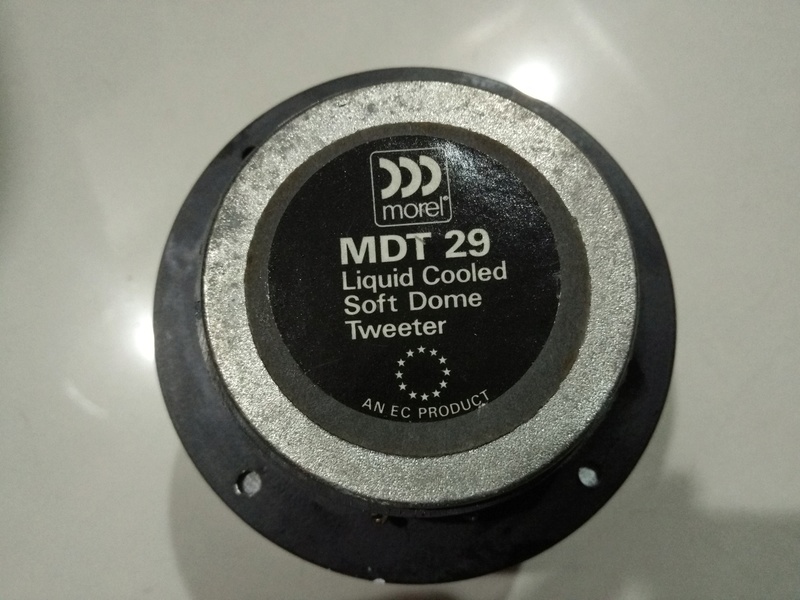 morel
MDT 29
Liquid Cooled
Soft Dome
Tweeter
AN EC PRODUCT